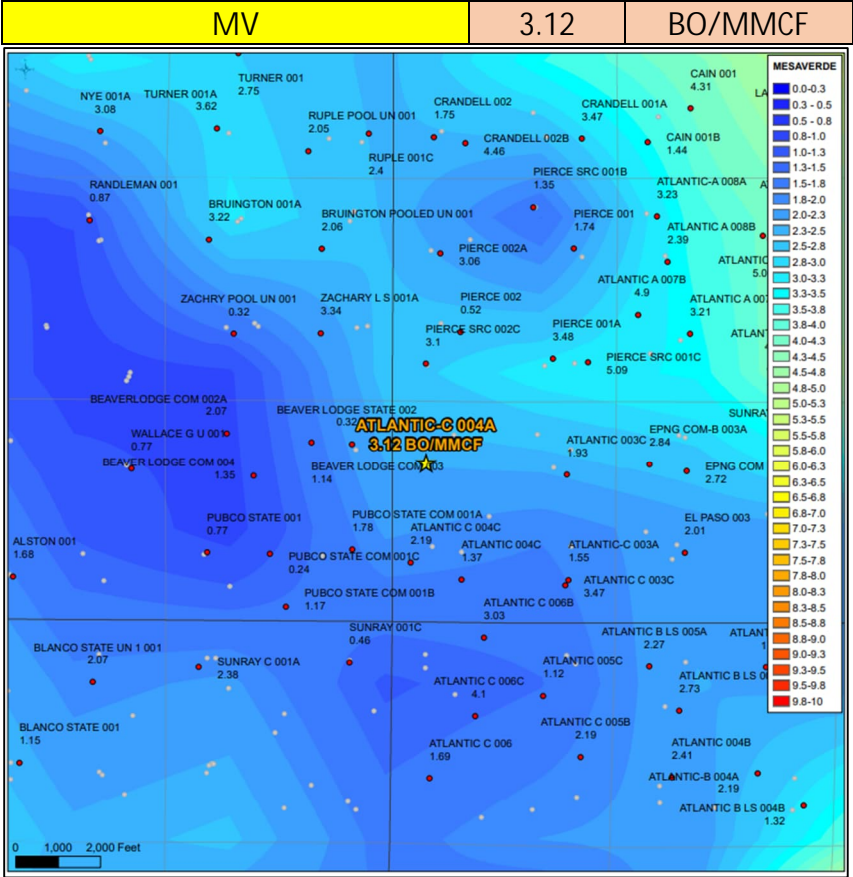 MV 3.12 BO/MMCF
TURNER 001
2.75
CAIN 001
4.31
NYE 001A
3.08
TURNER 001A
3.62
RUPLE POOL UN 001
2.05
CRANDELL 002
1.75
CRANDELL 001A
3.47
CRANDELL 002B
4.46
CAIN 001B
1.44
RUPLE 001C
2.4
PIERCE SRC 001B
1.35
RANDLEMAN 001
0.87
ATLANTIC-A 008A
3.23
BRUINGTON 001A
3.22
BRUINGTON POOLED UN 001
2.06
PIERCE 001
1.74
ATLANTIC A 008B
2.39
PIERCE 002A
3.06
ATLANTIC
5.0
ATLANTIC A 007B
4.9
ZACHRY POOL UN 001
0.32
ZACHARY L S 001A
3.34
PIERCE 002
0.52
ATLANTIC A 007
3.21
PIERCE SRC 002C
3.1
PIERCE 001A
3.48
ATLANT
PIERCE SRC 001C
5.09
BEAVERLODGE COM 002A
2.07
BEAVER LODGE STATE 002
0.32
SUNRAY
ATLANTIC-C 004A
3.12 BO/MMCF
EPNG COM-B 003A
2.84
WALLACE G U 001
0.77
ATLANTIC 003C
1.93
BEAVER LODGE COM 004
1.35
BEAVER LODGE COM 003
1.14
EPNG COM
2.72
PUBCO STATE 001
0.77
PUBCO STATE COM 001A
1.78
ATLANTIC C 004C
2.19
EL PASO 003
2.01
ALSTON 001
1.68
ATLANTIC 004C
1.37
ATLANTIC-C 003A
1.55
PUBCO STATE COM 001C
0.24
ATLANTIC C 003C
3.47
PUBCO STATE COM 001B
1.17
ATLANTIC C 006B
3.03
SUNRAY 001C
0.46
ATLANTIC B LS 005A
2.27
ATLANT
1
BLANCO STATE UN 1 001
2.07
SUNRAY C 001A
2.38
ATLANTIC 005C
1.12
ATLANTIC B LS 00
2.73
ATLANTIC C 006C
4.1
BLANCO STATE 001
1.15
ATLANTIC C 005B
2.19
ATLANTIC C 006
1.69
ATLANTIC 004B
2.41
ATLANTIC-B 004A
2.19
ATLANTIC B LS 004B
1.32
0 1,000 2,000 Feet
MESAVERDE
0.0-0.3
0.3 - 0.5
0.5 - 0.8
0.8-1.0
1.0-1.3
1.3-1.5
1.5-1.8
1.8-2.0
2.0-2.3
2.3-2.5
2.5-2.8
2.8-3.0
3.0-3.3
3.3-3.5
3.5-3.8
3.8-4.0
4.0-4.3
4.3-4.5
4.5-4.8
4.8-5.0
5.0-5.3
5.3-5.5
5.5-5.8
5.8-6.0
6.0-6.3
6.3-6.5
6.5-6.8
6.8-7.0
7.0-7.3
7.3-7.5
7.5-7.8
7.8-8.0
8.0-8.3
8.3-8.5
8.5-8.8
8.8-9.0
9.0-9.3
9.3-9.5
9.5-9.8
9.8-10